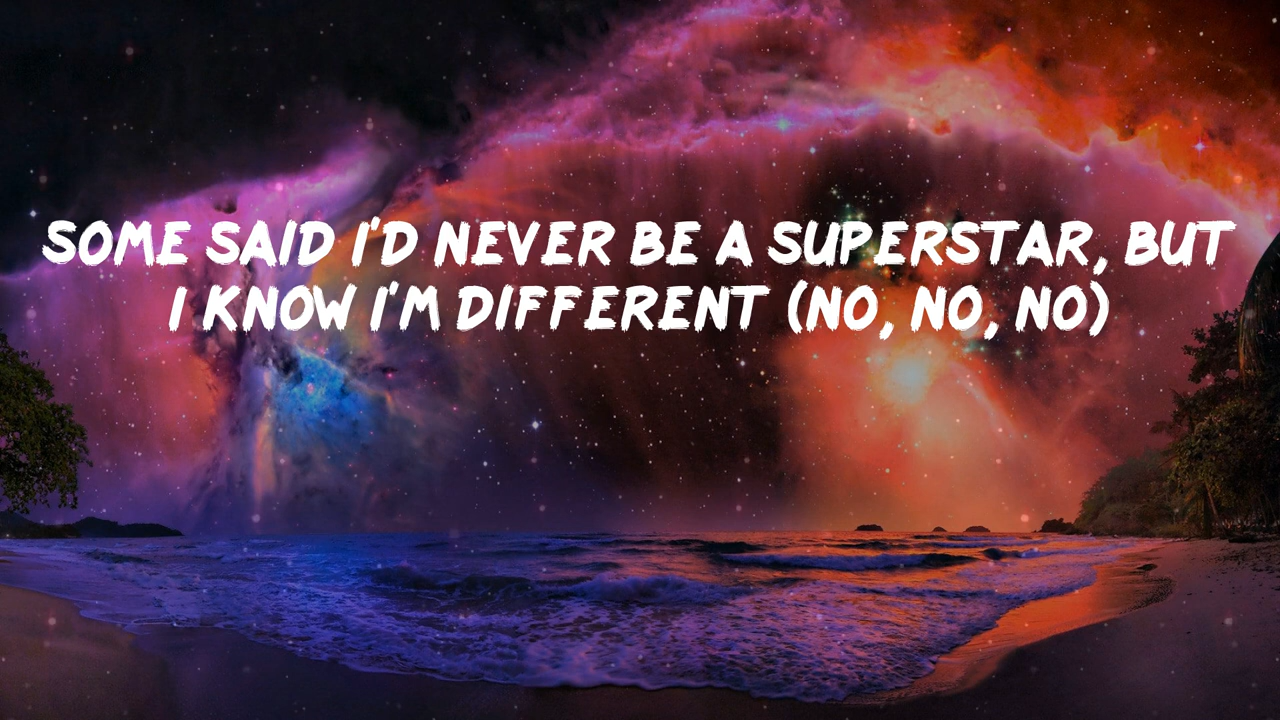 SOME SAID I'D NEVER BE A SUPERSTAR, BUT
I KNOW I'M DIFFERENT (NO, NO, NO)